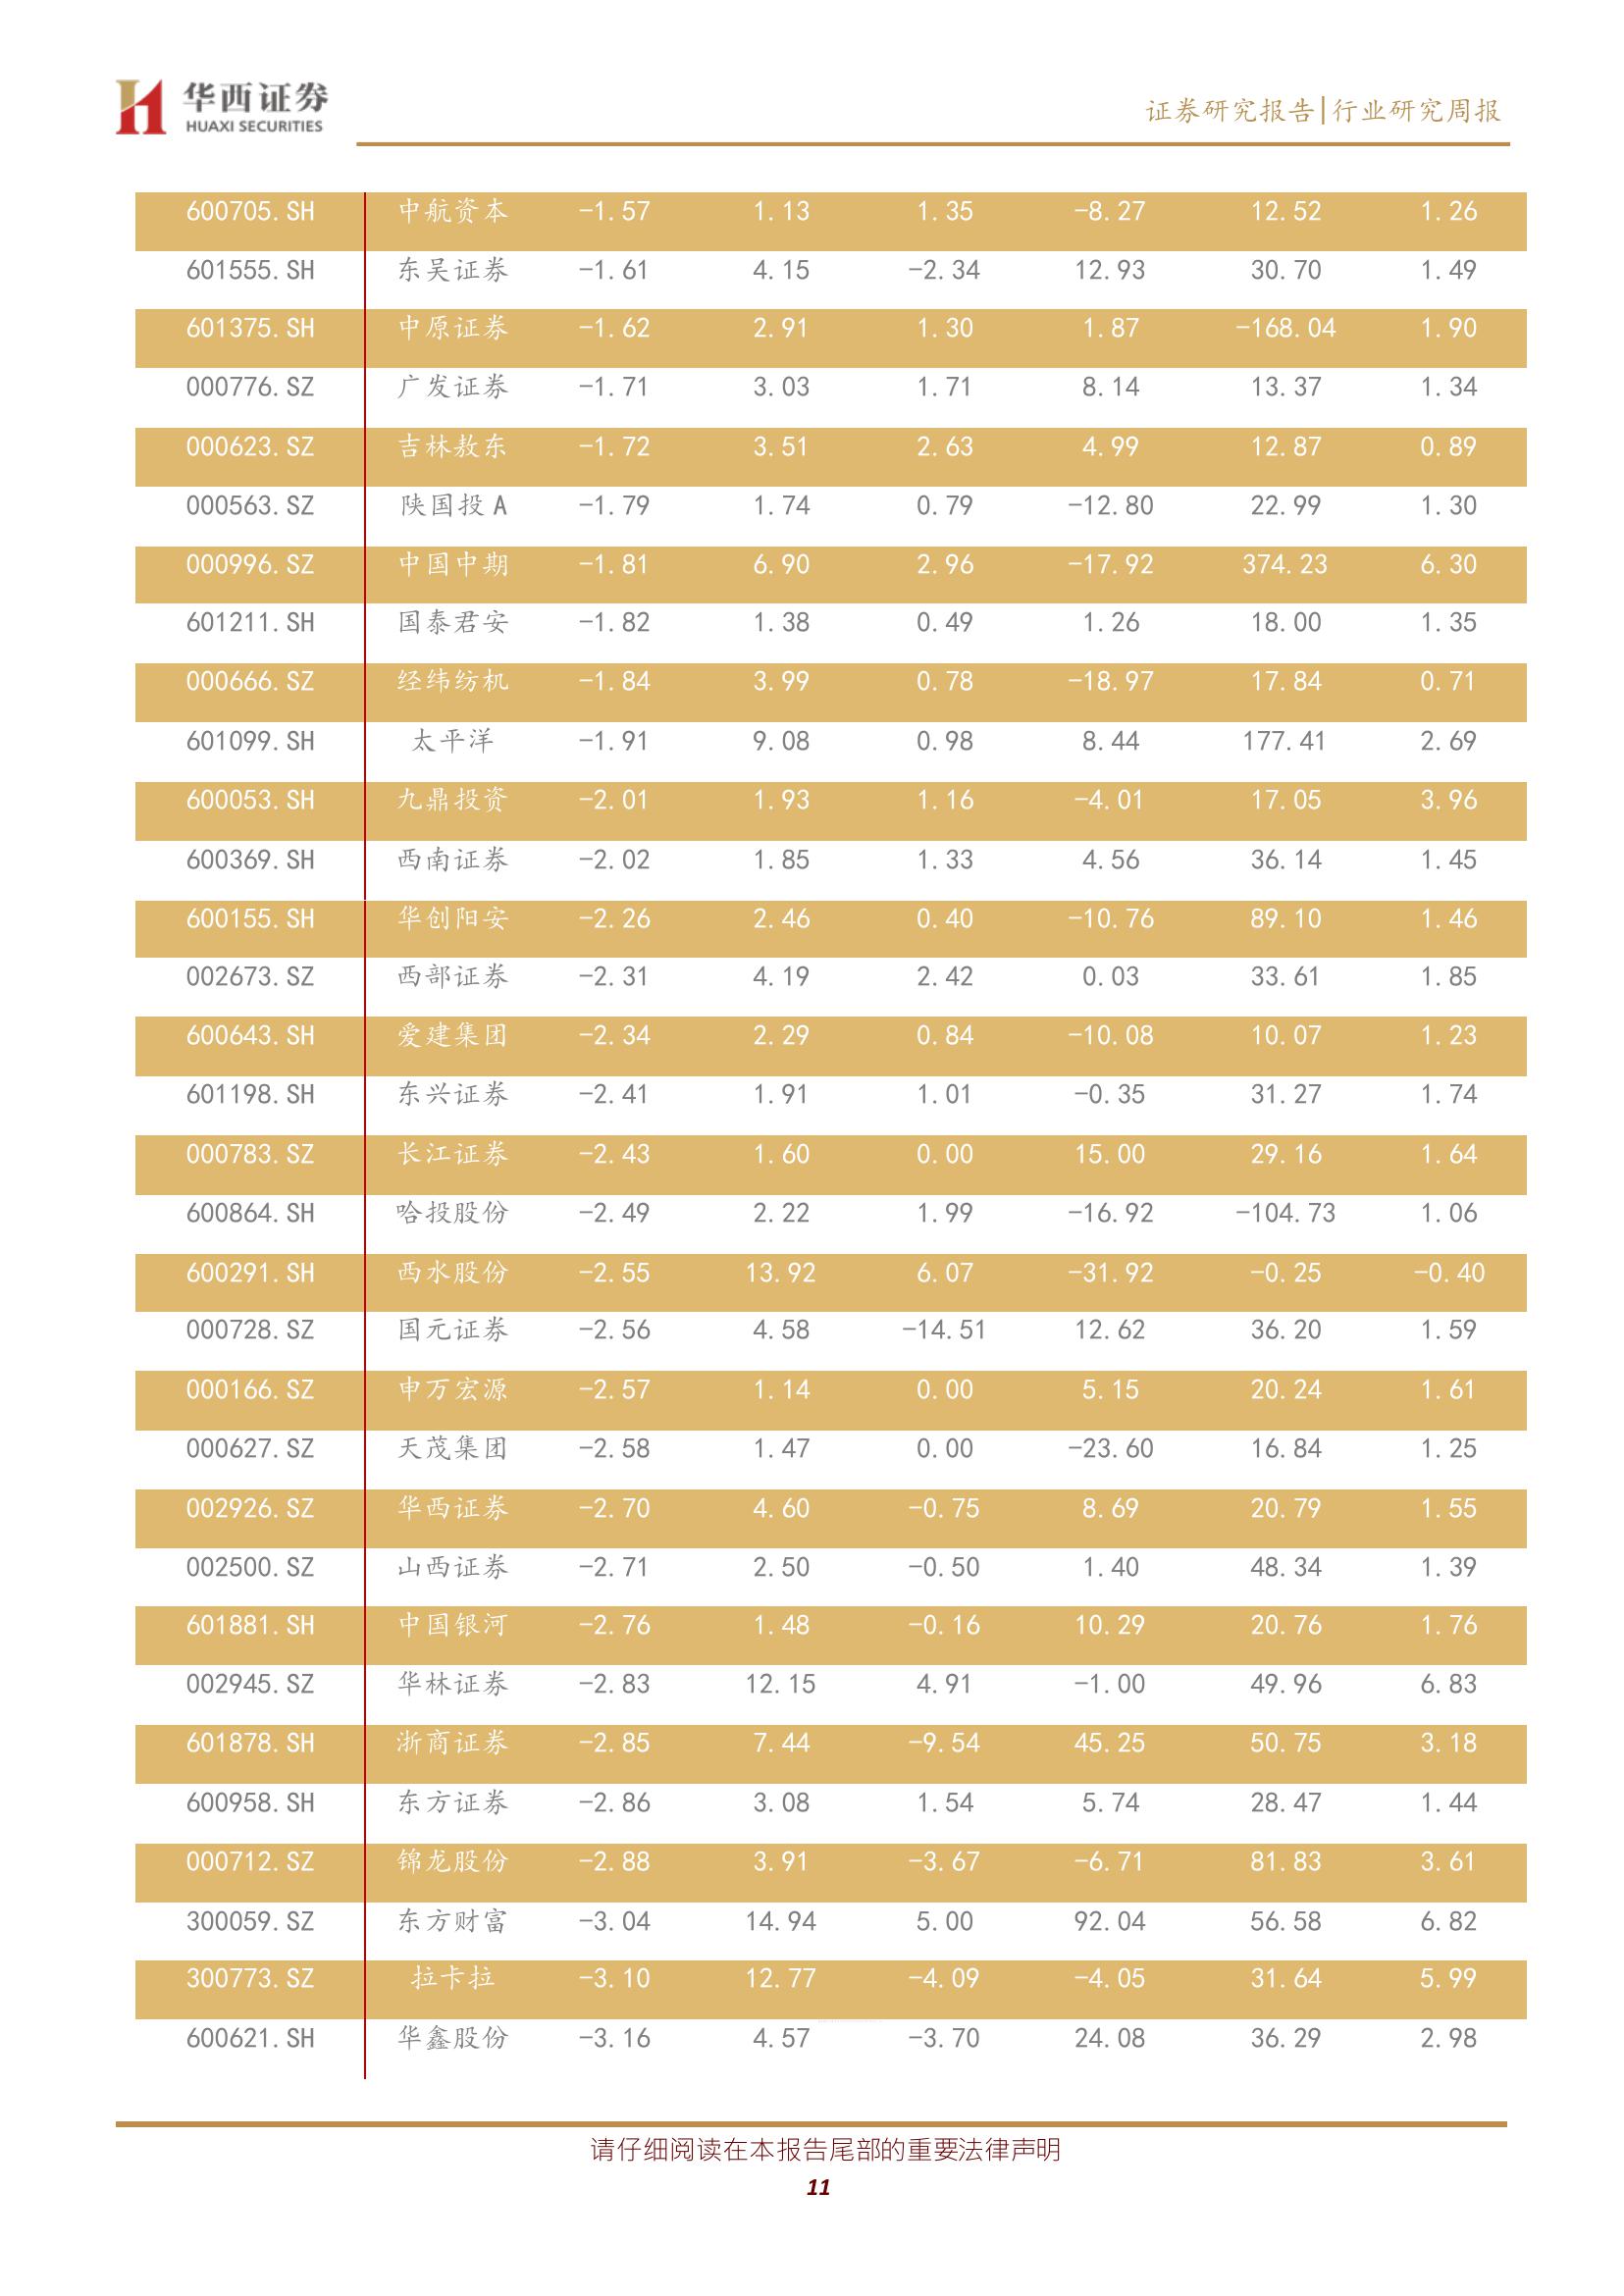 华西证券
HUAXI SECURITIES
证券研究报告|行业研究周报
600705.SH 中航资本 -1.57 1.13 1.35 -8.27 12.52 1.26
601555.SH 东吴证券 -1.61 4.15 -2.34 12.93 30.70 1.49
601375.SH 中原证券 -1.62 2.91 1.30 1.87 -168.04 1.90
000776.SZ 广发证券 -1.71 3.03 1.71 8.14 13.37 1.34
000623.SZ 吉林敖东 -1.72 3.51 2.63 4.99 12.87 0.89
000563.SZ 陕国投A -1.79 1.74 0.79 -12.80 22.99 1.30
000996.SZ 中国中期 -1.81 6.90 2.96 -17.92 374.23 6.30
601211.SH 国泰君安 -1.82 1.38 0.49 1.26 18.00 1.35
000666.SZ 经纬纺机 -1.84 3.99 0.78 -18.97 17.84 0.71
601099.SH 太平洋 -1.91 9.08 0.98 8.44 177.41 2.69
600053.SH 九鼎投资 -2.01 1.93 1.16 -4.01 17.05 3.96
600369.SH 西南证券 -2.02 1.85 1.33 4.56 36.14 1.45
600155.SH 华创阳安 -2.26 2.46 0.40 -10.76 89.10 1.46
002673.SZ 西部证券 -2.31 4.19 2.42 0.03 33.61 1.85
600643.SH 爱建集团 -2.34 2.29 0.84 -10.08 10.07 1.23
601198.SH 东兴证券 -2.41 1.91 1.01 -0.35 31.27 1.74
000783.SZ 长江证券 -2.43 1.60 0.00 15.00 29.16 1.64
600864.SH 哈投股份 -2.49 2.22 1.99 -16.92 -104.73 1.06
600291.SH 西水股份 -2.55 13.92 6.07 -31.92 -0.25 -0.40
000728.SZ 国元证券 -2.56 4.58 -14.51 12.62 36.20 1.59
000166.SZ 申万宏源 -2.57 1.14 0.00 5.15 20.24 1.61
000627.SZ 天茂集团 -2.58 1.47 0.00 -23.60 16.84 1.25
002926.SZ 华西证券 -2.70 4.60 -0.75 8.69 20.79 1.55
002500.SZ 山西证券 -2.71 2.50 -0.50 1.40 48.34 1.39
601881.SH 中国银河 -2.76 1.48 -0.16 10.29 20.76 1.76
002945.SZ 华林证券 -2.83 12.15 4.91 -1.00 49.96 6.83
601878.SH 浙商证券 -2.85 7.44 -9.54 45.25 50.75 3.18
600958.SH 东方证券 -2.86 3.08 1.54 5.74 28.47 1.44
000712.SZ 锦龙股份 -2.88 3.91 -3.67 -6.71 81.83 3.61
300059.SZ 东方财富 -3.04 14.94 5.00 92.04 56.58 6.82
300773.SZ 拉卡拉 -3.10 12.77 -4.09 -4.05 31.64 5.99
600621.SH 华鑫股份 -3.16 4.57 -3.70 24.08 36.29 2.98
请仔细阅读在本报告尾部的重要法律声明
11